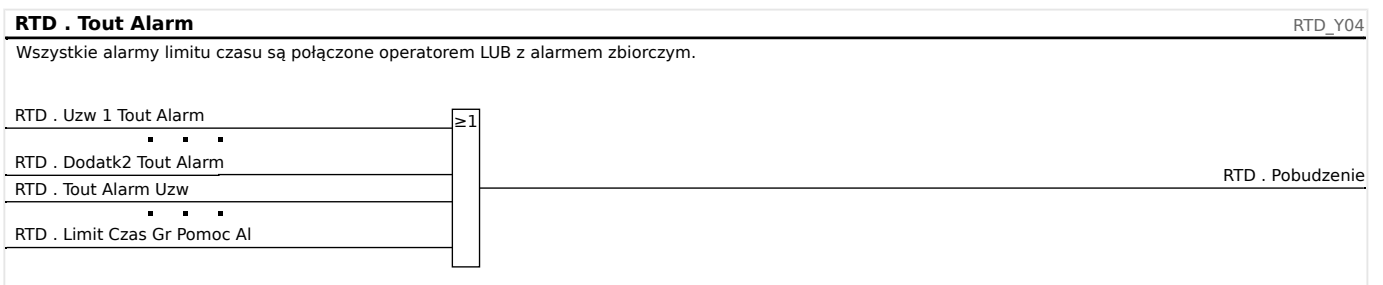 RTD . Tout Alarm
RTD_Y04
Wszystkie alarmy limitu czasu są połączone operatorem LUB z alarmem zbiorczym.
RTD . Uzw 1 Tout Alarm
≥1
RTD . Dodatk2 Tout Alarm
RTD . Pobudzenie
RTD . Tout Alarm Uzw
RTD . Limit Czas Gr Pomoc Al